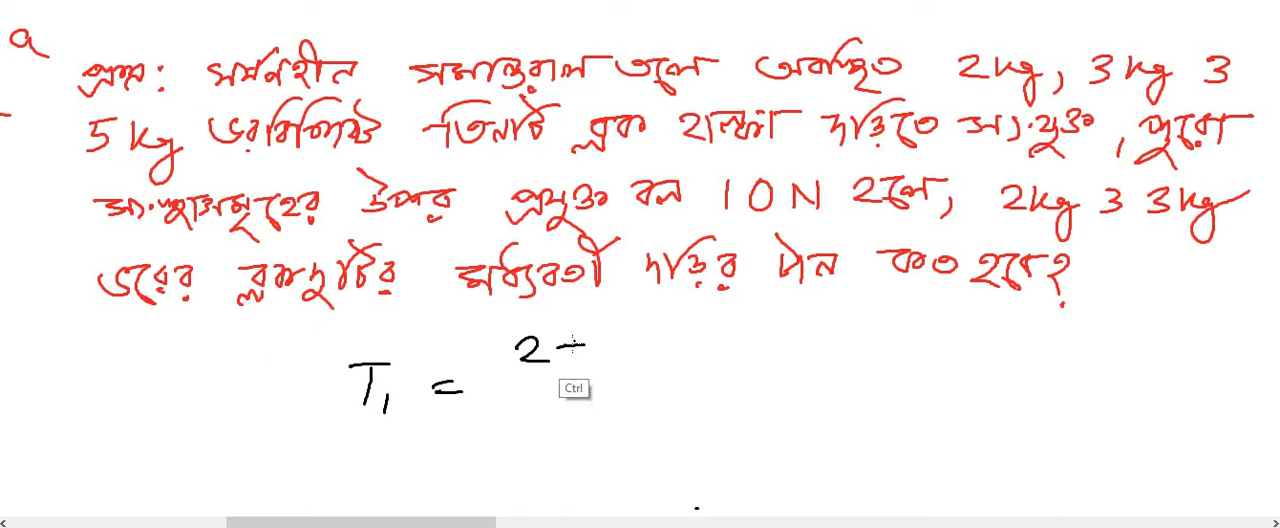 a
প্রশ্ন: ঘর্ষণহীন সমান্তরাল তলে অবস্থিত 2kg, 3kg ও
5kg ভরবিশিষ্ট তিনটি ব্লক হাল্কা দড়িতে সংযুক্ত, পুরো
উপর প্রযুক্ত বল 10N হলে, 2kg ও 3kg
ভরের ব্লকদুটির মধ্যবর্তী দড়ির টান কত হবে?
2 +
T₁ =
Ctrl